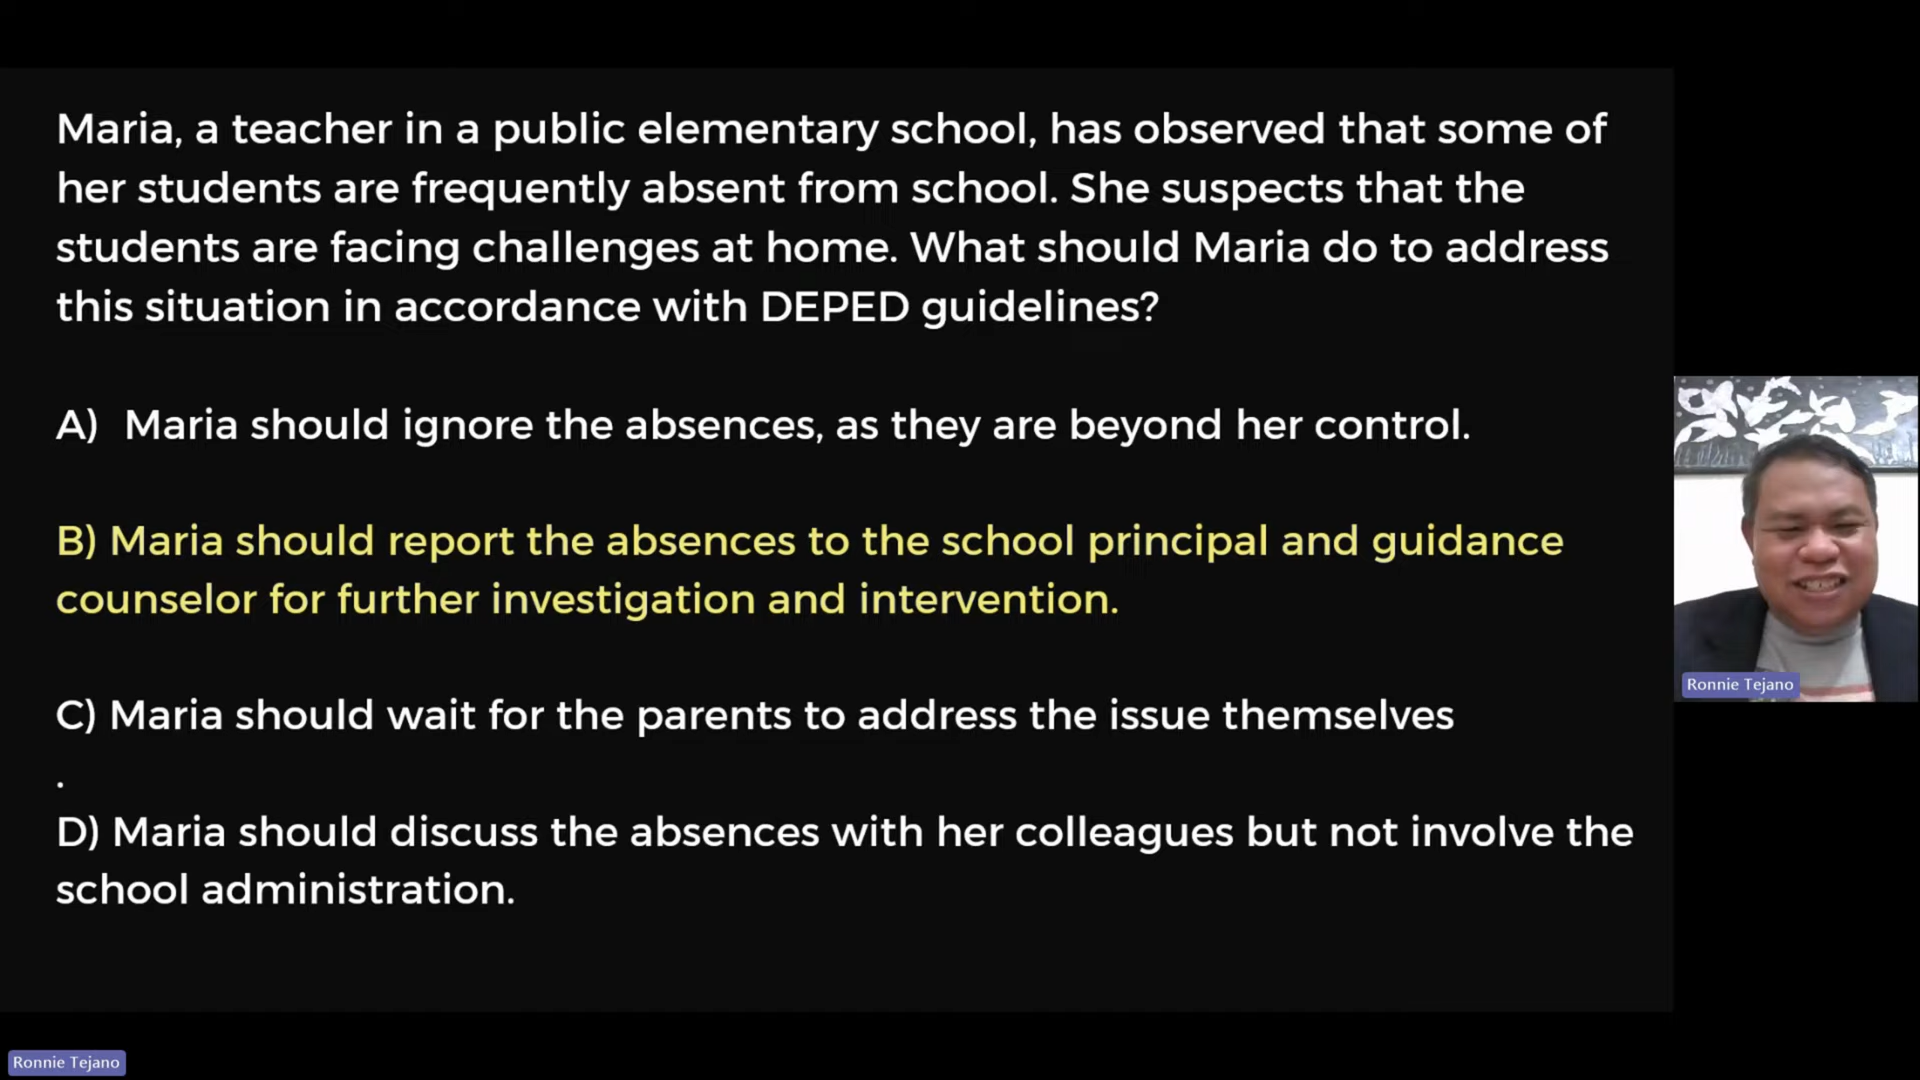 Maria, a teacher in a public elementary school, has observed that some of
her students are frequently absent from school. She suspects that the
students are facing challenges at home. What should Maria do to address
this situation in accordance with DEPED guidelines?
A) Maria should ignore the absences, as they are beyond her control.
B) Maria should report the absences to the school principal and guidance
counselor for further investigation and intervention.
C) Maria should wait for the parents to address the issue themselves
.
D) Maria should discuss the absences with her colleagues but not involve the
school administration.
Ronnie Tejano
Ronnie Tejano